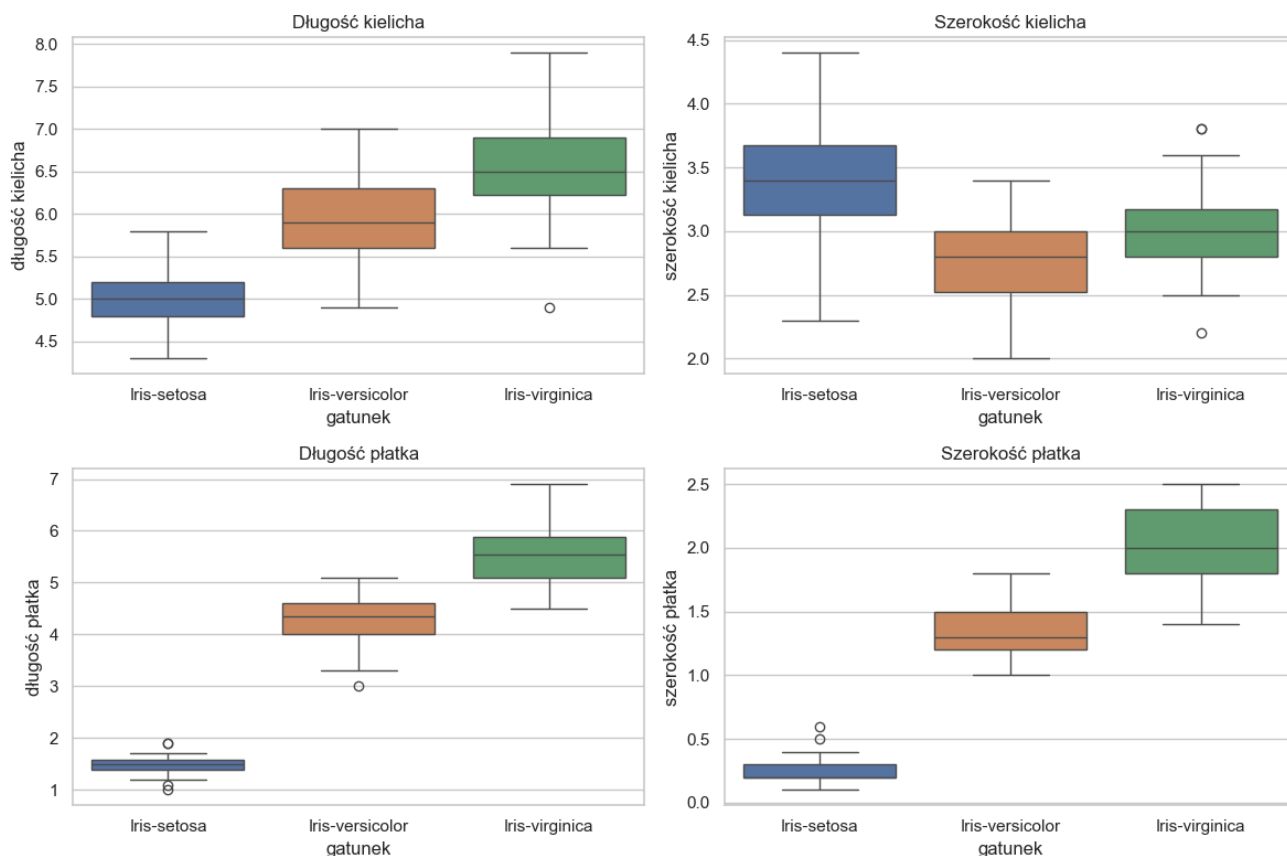 Długość kielicha
8.0
7.5
7.0
6.5
6.0
5.5
5.0
4.5
długość kielicha
Iris-setosa Iris-versicolor Iris-virginica
gatunek
Szerokość kielicha
4.5
4.0
3.5
3.0
2.5
2.0
szerokość kielicha
Iris-setosa Iris-versicolor Iris-virginica
gatunek
Długość płatka
7
6
5
4
3
2
1
długość płatka
Iris-setosa Iris-versicolor Iris-virginica
gatunek
Szerokość płatka
2.5
2.0
1.5
1.0
0.5
0.0
szerokość płatka
Iris-setosa Iris-versicolor Iris-virginica
gatunek